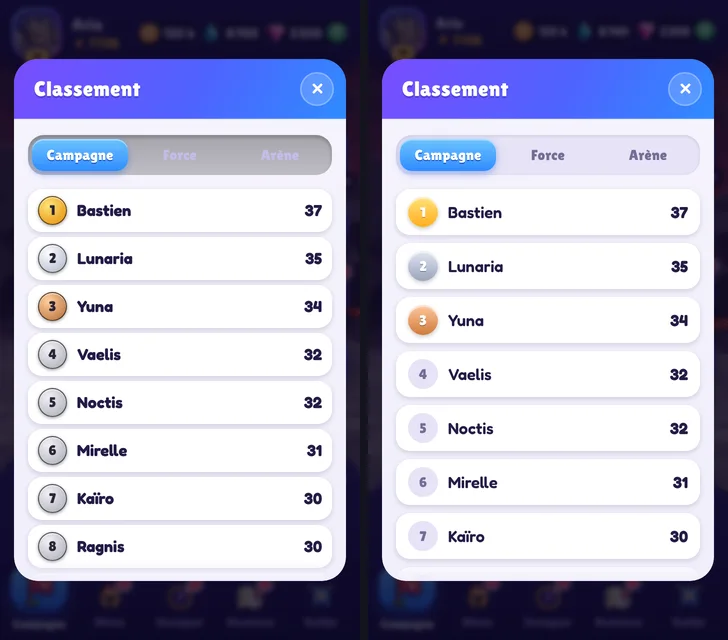 Classement
Campagne Force Arène
1 Bastien 37
2 Lunaria 35
3 Yuna 34
4 Vaelis 32
5 Noctis 32
6 Mirelle 31
7 Kaïro 30
8 Ragnis 30
Classement
Campagne Force Arène
1 Bastien 37
2 Lunaria 35
3 Yuna 34
4 Vaelis 32
5 Noctis 32
6 Mirelle 31
7 Kaïro 30